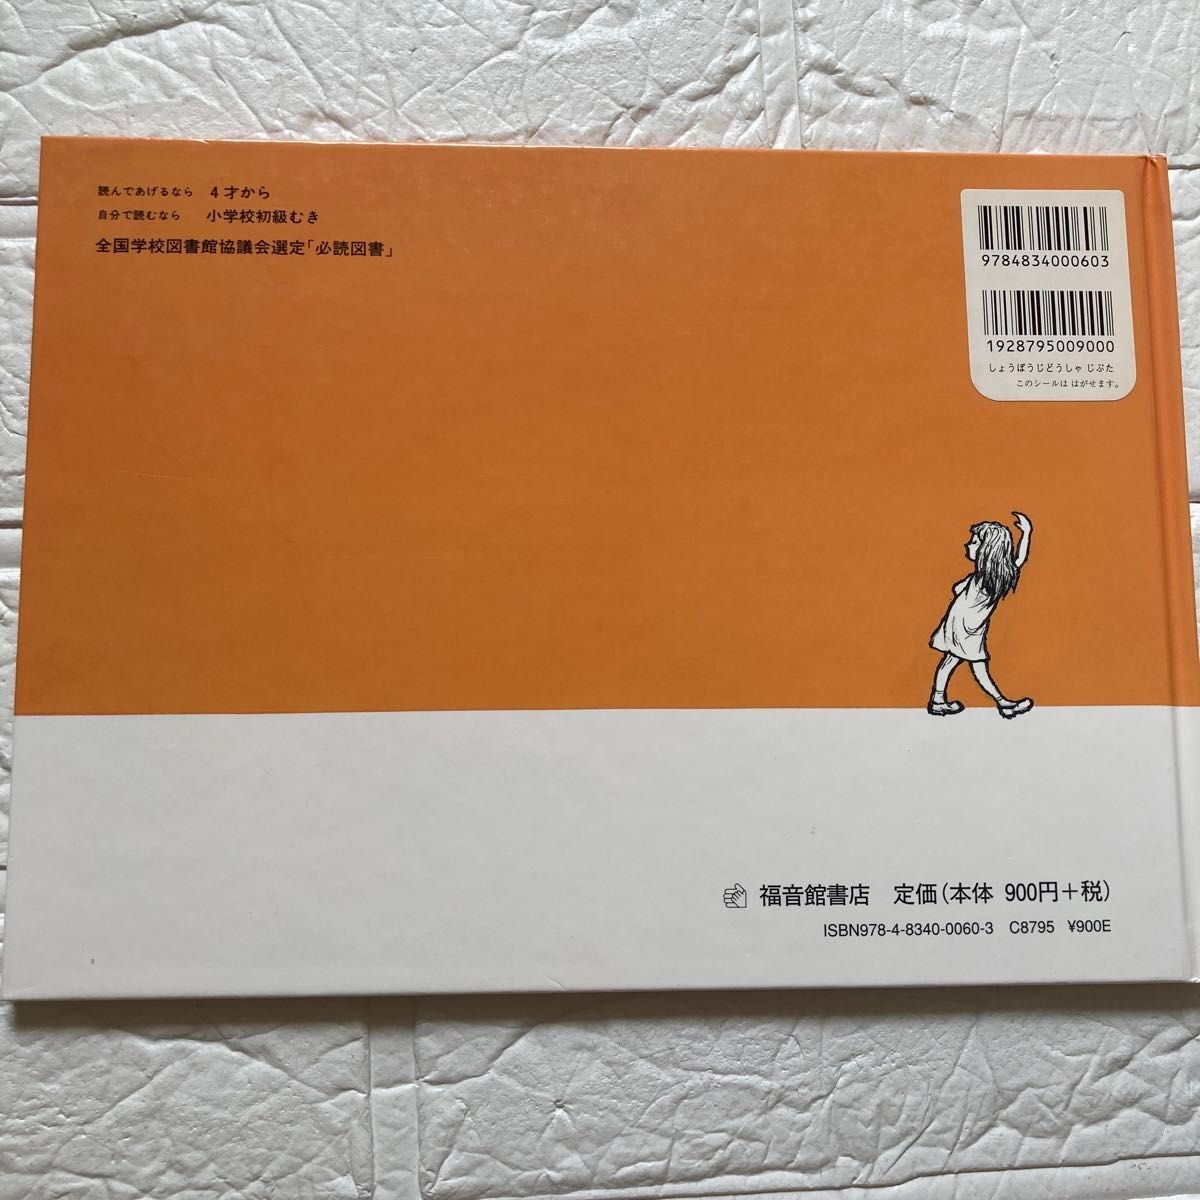 読んであげるなら 4才から
自分で読むなら 小学校初級むき
全国学校図書館協議会選定「必読図書」
9784834000603
1928795009000
しょうぼうじどうしゃ じぷた
このシールは はがせます。
福音館書店 定価(本体 900円+税)
ISBN978-4-8340-0060-3 C8795 ¥900E